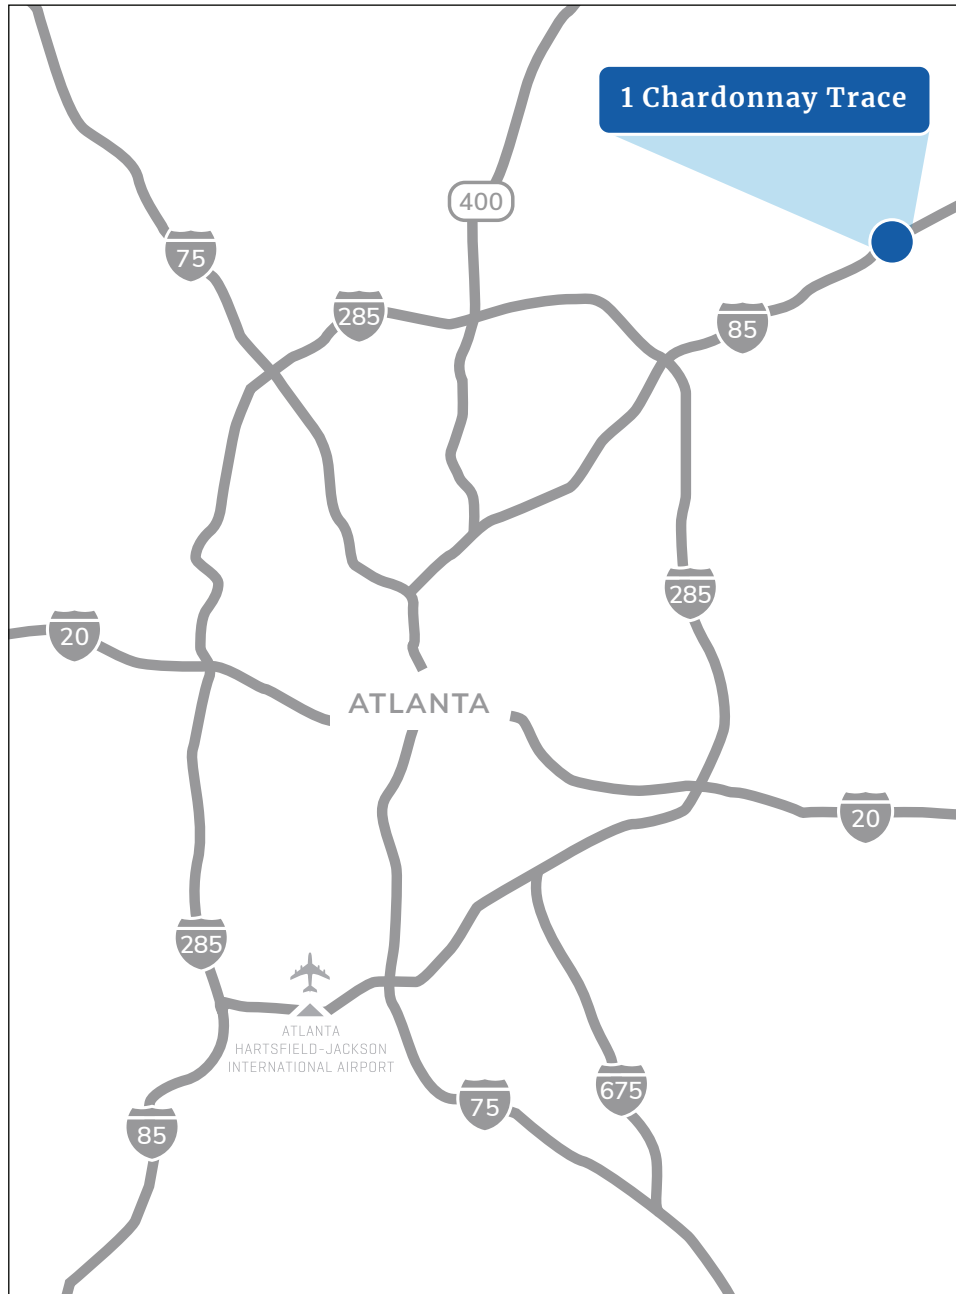 1 Chardonnay Trace
400
75
285
85
285
20
ATLANTA
20
285
ATLANTA
HARTSFIELD-JACKSON
INTERNATIONAL AIRPORT
675
75
85